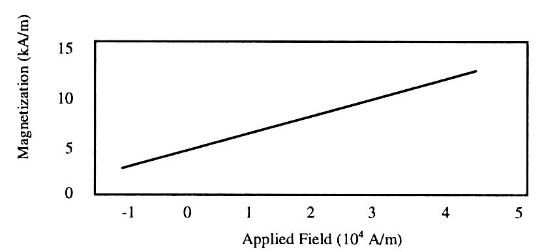 Magnetization (kA/m)
15
10
5
0
-1 0 1 2 3 4 5
Applied Field (10⁴ A/m)